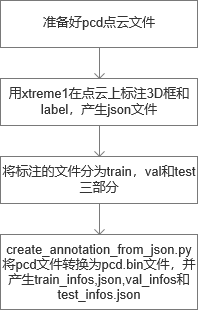 准备好pcd点云文件
用xtreme1在点云上标注3D框和
label，产生json文件
将标注的文件分为train，val和test
三部分
create_annotation_from_json.py
将pcd文件转换为pcd.bin文件，并
产生train_infos,json,val_infos和
test_infos.json